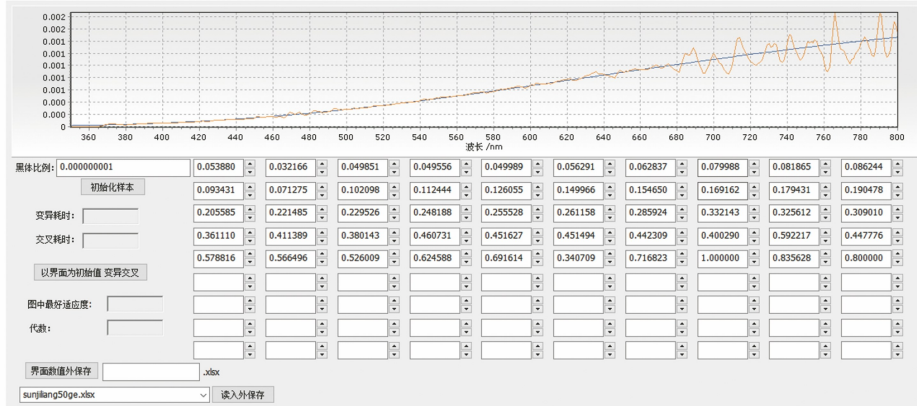 0.002
0.002
0.001
0.001
0.001
0.001
0.001
0.000
0.000
0
360 380 400 420 440 460 480 500 520 540 560 580 600 620 640 660 680 700 720 740 760 780 800
波长 /nm
黑体比例: 0.000000001 0.053880 0.032166 0.049851 0.049556 0.049989 0.056291 0.062837 0.079988 0.081865 0.086244
初始化样本 0.093431 0.071275 0.102098 0.112444 0.126055 0.149966 0.154650 0.169162 0.179431 0.190478
变异耗时: 0.205585 0.221485 0.229526 0.248188 0.255528 0.261158 0.285924 0.332143 0.325612 0.309010
交叉耗时: 0.361110 0.411389 0.380143 0.460731 0.451627 0.451494 0.442309 0.400290 0.592217 0.447776
0.578816 0.566496 0.526009 0.624588 0.691614 0.340709 0.716823 1.000000 0.835628 0.800000
以界面为初始值 变异交叉
图中最好适应度:
代数:
界面数值外保存 .xlsx
sunjiliang50ge.xlsx 读入外保存